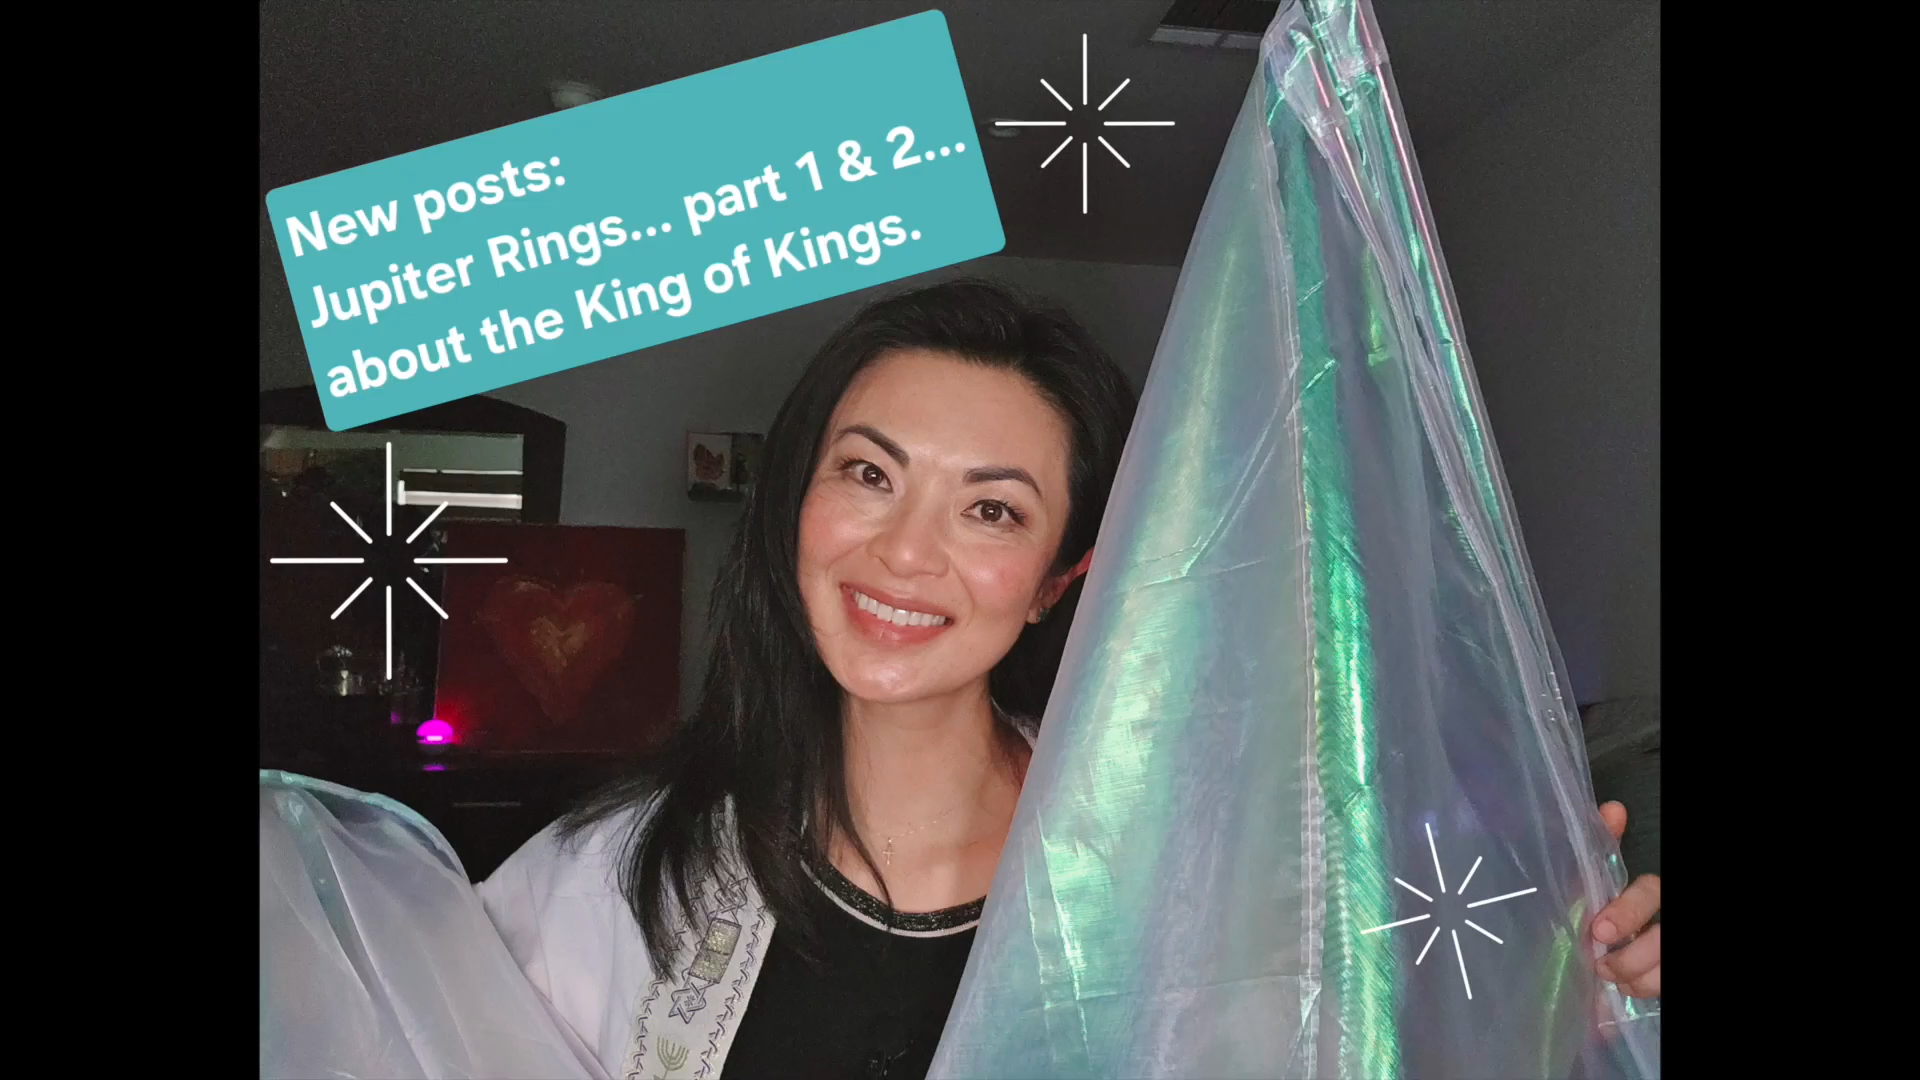 New posts:
Jupiter Rings... part 1 & 2...
about the King of Kings.